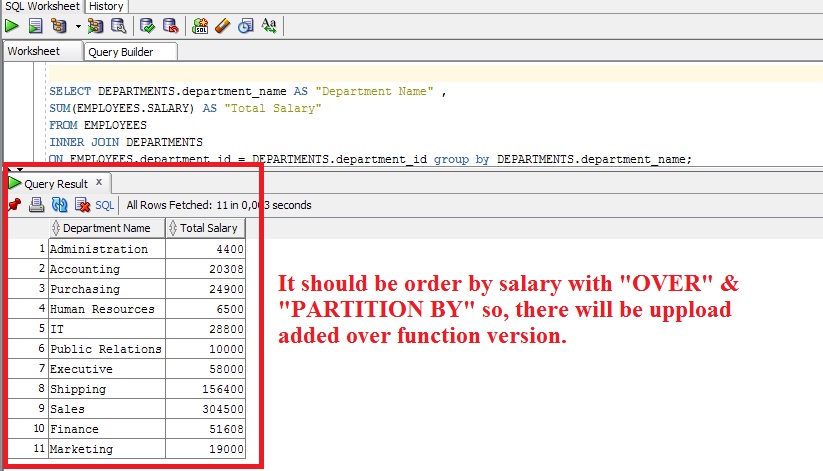 SQL Worksheet History
Worksheet Query Builder
SELECT DEPARTMENTS.department_name AS "Department Name" ,
SUM(EMPLOYEES.SALARY) AS "Total Salary"
FROM EMPLOYEES
INNER JOIN DEPARTMENTS
ON EMPLOYEES.department_id = DEPARTMENTS.department_id group by DEPARTMENTS.department_name;
Query Result x
SQL All Rows Fetched: 11 in 0,003 seconds
Department Name Total Salary
1 Administration 4400
2 Accounting 20308
3 Purchasing 24900
4 Human Resources 6500
5 IT 28800
6 Public Relations 10000
7 Executive 58000
8 Shipping 156400
9 Sales 304500
10 Finance 51608
11 Marketing 19000
It should be order by salary with "OVER" &
"PARTITION BY" so, there will be uppload
added over function version.